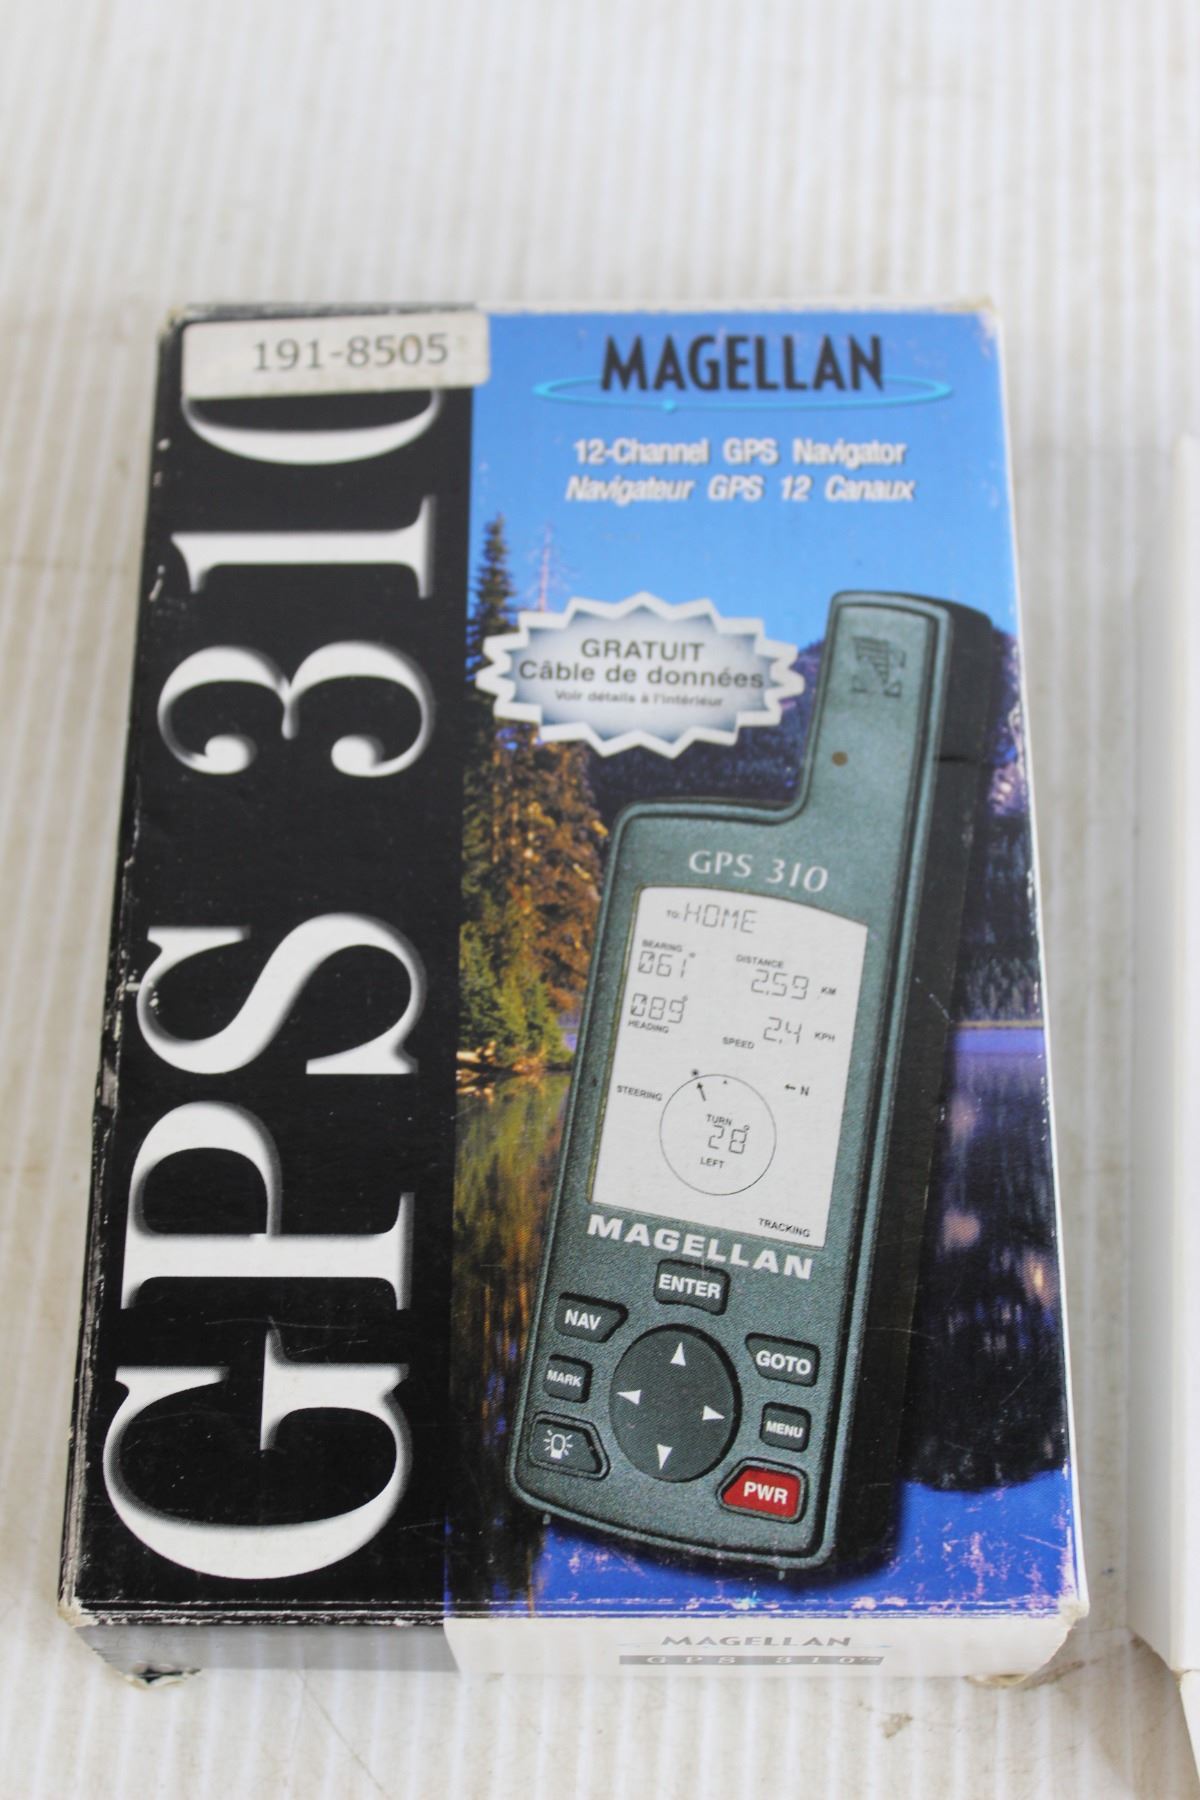 191-8505
GPS 310
MAGELLAN
12-Channel GPS Navigator
Navigateur GPS 12 Canaux
GRATUIT
Câble de données
Voir détails à l'intérieur
GPS 310
TO: HOME
BEARING DISTANCE
061° 2.59 KM
089° 2.4 KPH
HEADING SPEED
STEERING ← N
TURN
28°
LEFT
TRACKING
MAGELLAN
ENTER
NAV
GOTO
MARK
MENU
PWR
MAGELLAN
GPS 310™